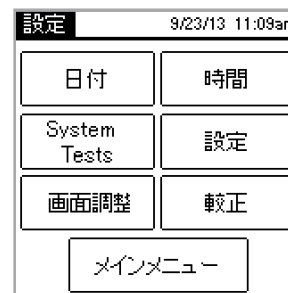 設定 9/23/13 11:09am
日付 時間
System 設定
Tests
画面調整 較正
メインメニュー